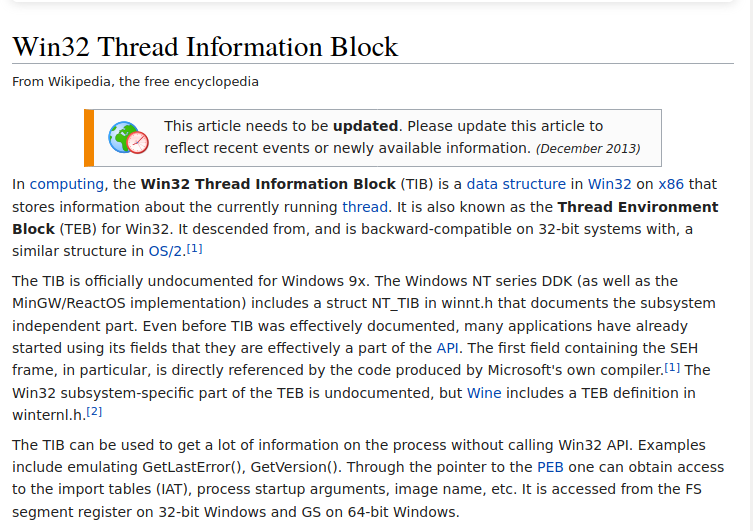 Win32 Thread Information Block
From Wikipedia, the free encyclopedia
This article needs to be updated. Please update this article to
reflect recent events or newly available information. (December 2013)
In computing, the Win32 Thread Information Block (TIB) is a data structure in Win32 on x86 that
stores information about the currently running thread. It is also known as the Thread Environment
Block (TEB) for Win32. It descended from, and is backward-compatible on 32-bit systems with, a
similar structure in OS/2.[1]
The TIB is officially undocumented for Windows 9x. The Windows NT series DDK (as well as the
MinGW/ReactOS implementation) includes a struct NT_TIB in winnt.h that documents the subsystem
independent part. Even before TIB was effectively documented, many applications have already
started using its fields that they are effectively a part of the API. The first field containing the SEH
frame, in particular, is directly referenced by the code produced by Microsoft's own compiler.[1] The
Win32 subsystem-specific part of the TEB is undocumented, but Wine includes a TEB definition in
winternl.h.[2]
The TIB can be used to get a lot of information on the process without calling Win32 API. Examples
include emulating GetLastError(), GetVersion(). Through the pointer to the PEB one can obtain access
to the import tables (IAT), process startup arguments, image name, etc. It is accessed from the FS
segment register on 32-bit Windows and GS on 64-bit Windows.